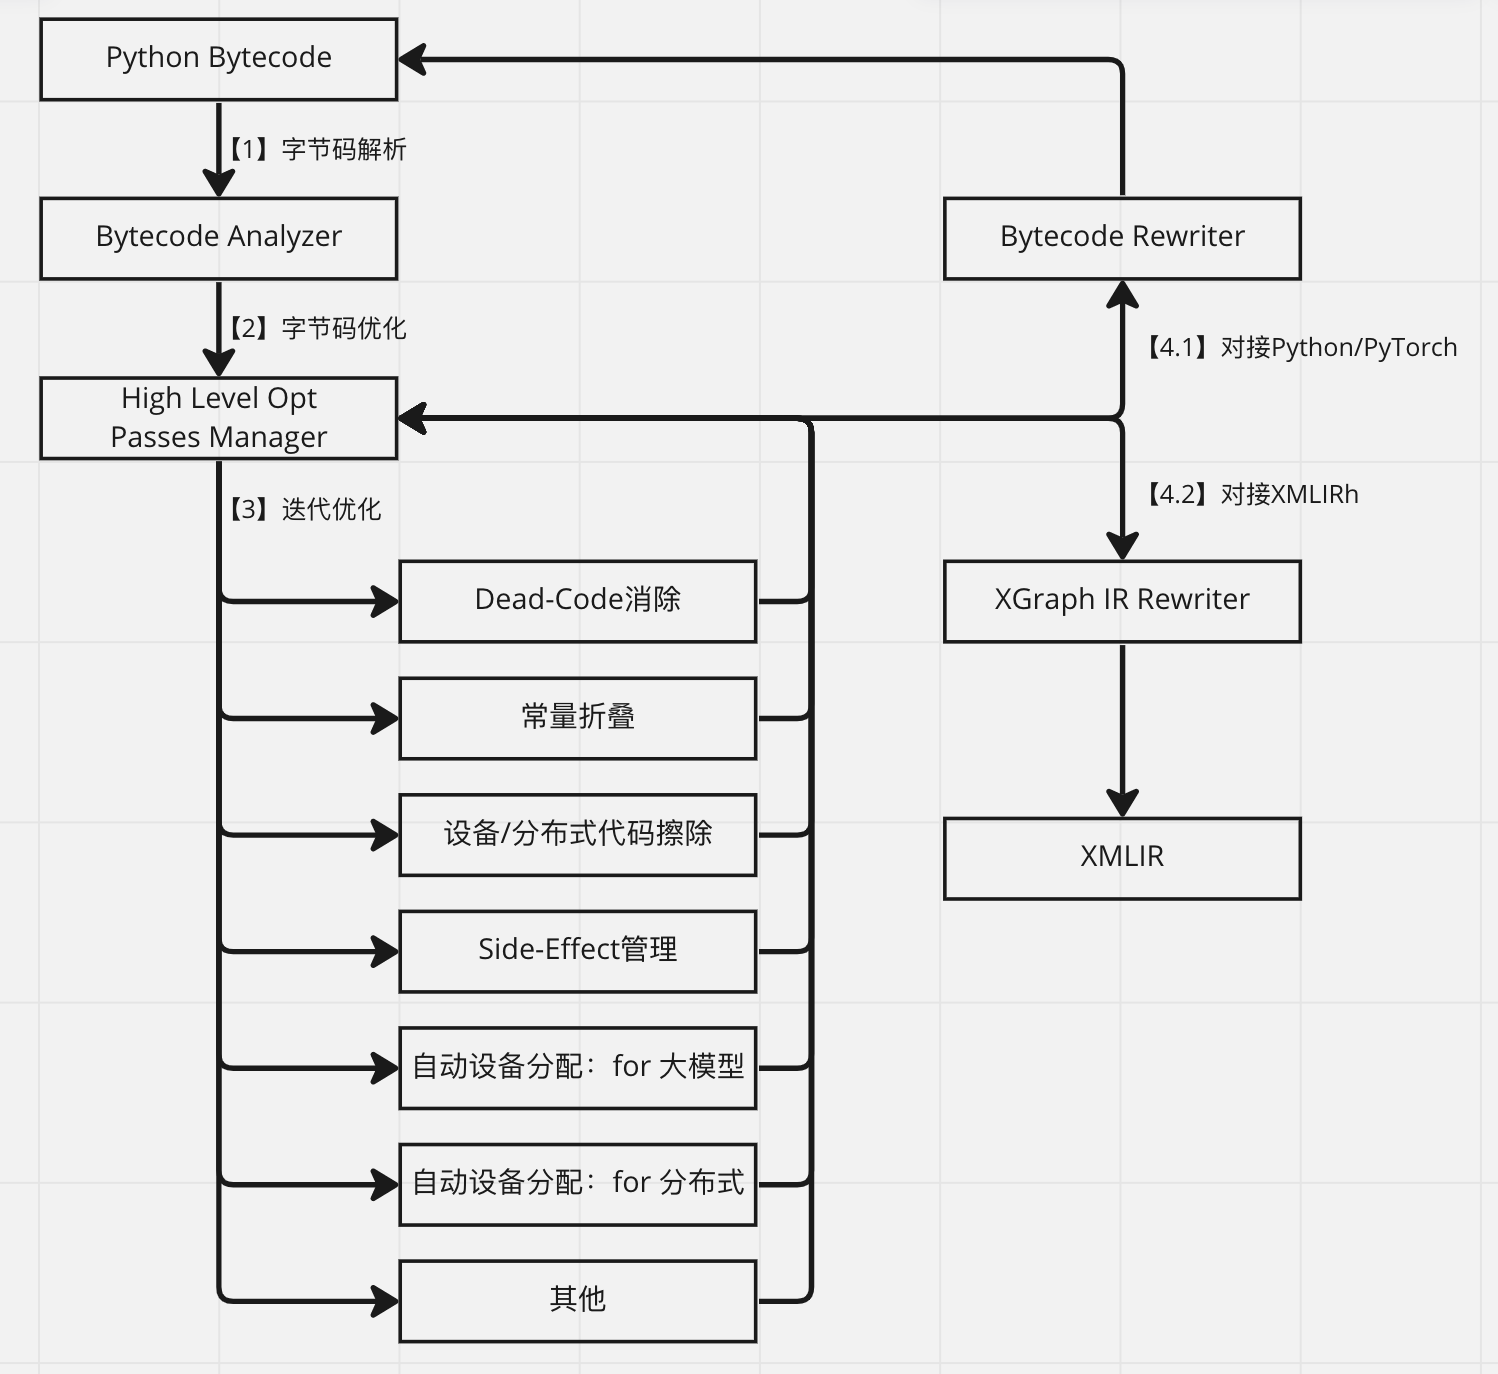 Python Bytecode
【1】字节码解析
Bytecode Analyzer
Bytecode Rewriter
【2】字节码优化
【4.1】对接Python/PyTorch
High Level Opt
Passes Manager
【3】迭代优化
【4.2】对接XMLIRh
Dead-Code消除
XGraph IR Rewriter
常量折叠
设备/分布式代码擦除
XMLIR
Side-Effect管理
自动设备分配：for 大模型
自动设备分配：for 分布式
其他